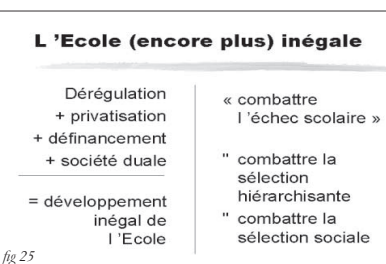 L 'Ecole (encore plus) inégale
Dérégulation
+ privatisation
+ définancement
+ société duale
= développement
inégal de
l 'Ecole
« combattre
l 'échec scolaire »
" combattre la
sélection
hiérarchisante
" combattre la
sélection sociale
fig 25